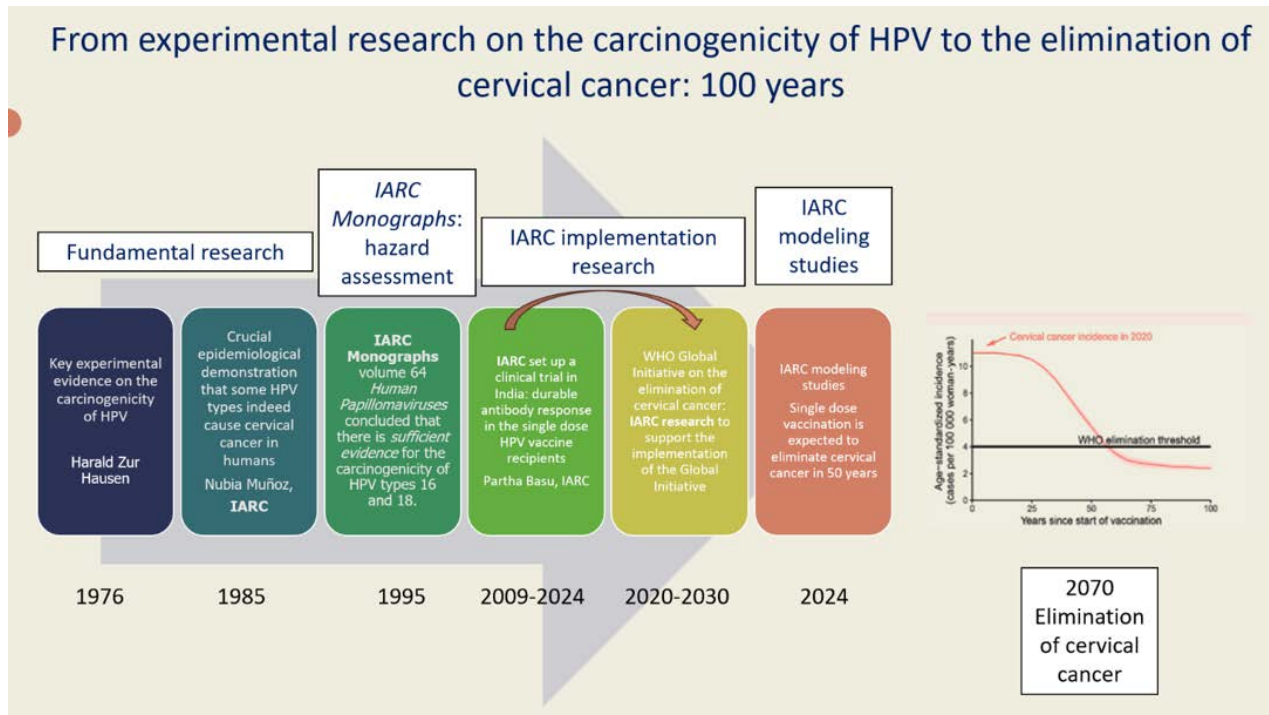 From experimental research on the carcinogenicity of HPV to the elimination of
cervical cancer: 100 years
Fundamental research
IARC
Monographs:
hazard
assessment
IARC implementation
research
IARC
modeling
studies
Key experimental
evidence on the
carcinogenicity
of HPV
Harald Zur
Hausen
Crucial
epidemiological
demonstration
that some HPV
types indeed
cause cervical
cancer in
humans
Nubia Muñoz,
IARC
IARC
Monographs
volume 64
Human
Papillomaviruses
concluded that
there is sufficient
evidence for the
carcinogenicity of
HPV types 16
and 18.
IARC set up a
clinical trial in
India: durable
antibody response
in the single dose
HPV vaccine
recipients
Partha Basu, IARC
WHO Global
Initiative on the
elimination of
cervical cancer:
IARC research to
support the
implementation
of the Global
Initiative
IARC modeling
studies
Single dose
vaccination is
expected to
eliminate cervical
cancer in 50 years
Cervical cancer incidence in 2020
WHO elimination threshold
Age-standardized incidence
(cases per 100 000 woman-years)
10
8
6
4
2
0
0
25
50
75
100
Years since start of vaccination
1976
1985
1995
2009-2024
2020-2030
2024
2070
Elimination
of cervical
cancer